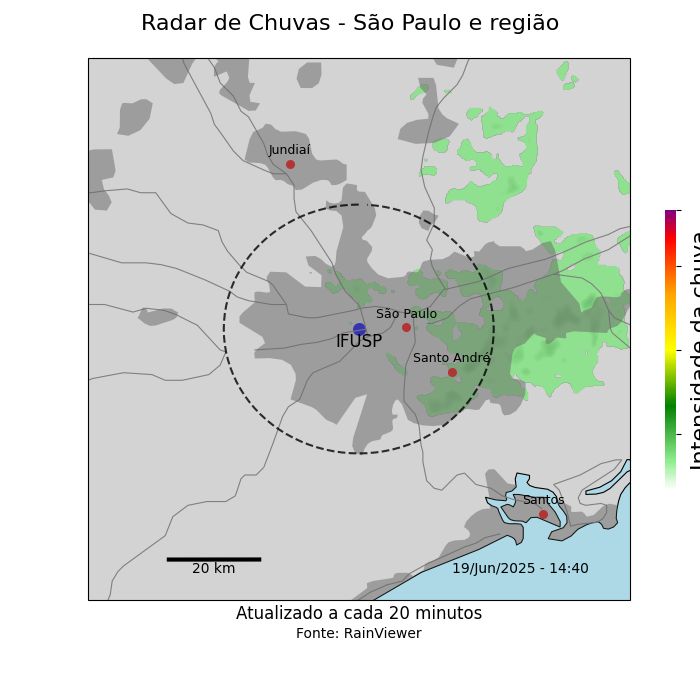 Radar de Chuvas - São Paulo e região
Jundiaí
São Paulo
IFUSP
Santo André
Santos
20 km
19/Jun/2025 - 14:40
Atualizado a cada 20 minutos
Fonte: RainViewer
Intensidade da chuva